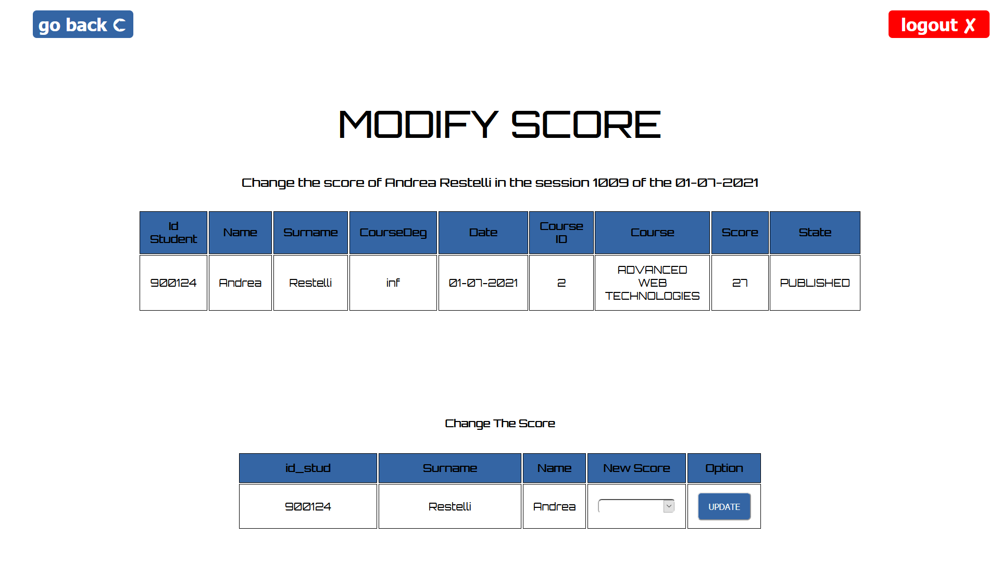 go back
logout ✗
MODIFY SCORE
Change the score of Andrea Restelli in the session 1009 of the 01-07-2021
Id Student Name Surname CourseDeg Date Course ID Course Score State
900124 Andrea Restelli inf 01-07-2021 2 ADVANCED WEB TECHNOLOGIES 27 PUBLISHED
Change The Score
id_stud Surname Name New Score Option
900124 Restelli Andrea UPDATE